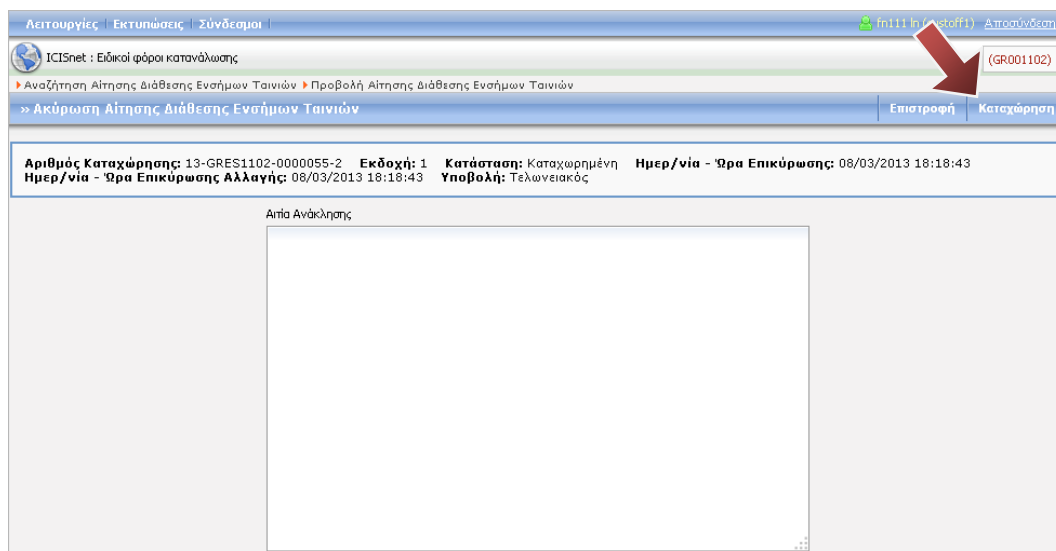 Λειτουργίες | Εκτυπώσεις | Σύνδεσμοι |
fn111 ln Αποσύνδεση
ICISnet : Ειδικοί φόροι κατανάλωσης
(GR001102)
Αναζήτηση Αίτησης Διάθεσης Ενσήμων Ταινιών Προβολή Αίτησης Διάθεσης Ενσήμων Ταινιών
» Ακύρωση Αίτησης Διάθεσης Ενσήμων Ταινιών Επιστροφή Καταχώρηση
Αριθμός Καταχώρησης: 13-GRES1102-0000055-2 Εκδοχή: 1 Κατάσταση: Καταχωρημένη Ημερ/νία - Ώρα Επικύρωσης: 08/03/2013 18:18:43
Ημερ/νία - Ώρα Επικύρωσης Αλλαγής: 08/03/2013 18:18:43 Υποβολή: Τελωνειακός
Αιτία Ανάκλησης